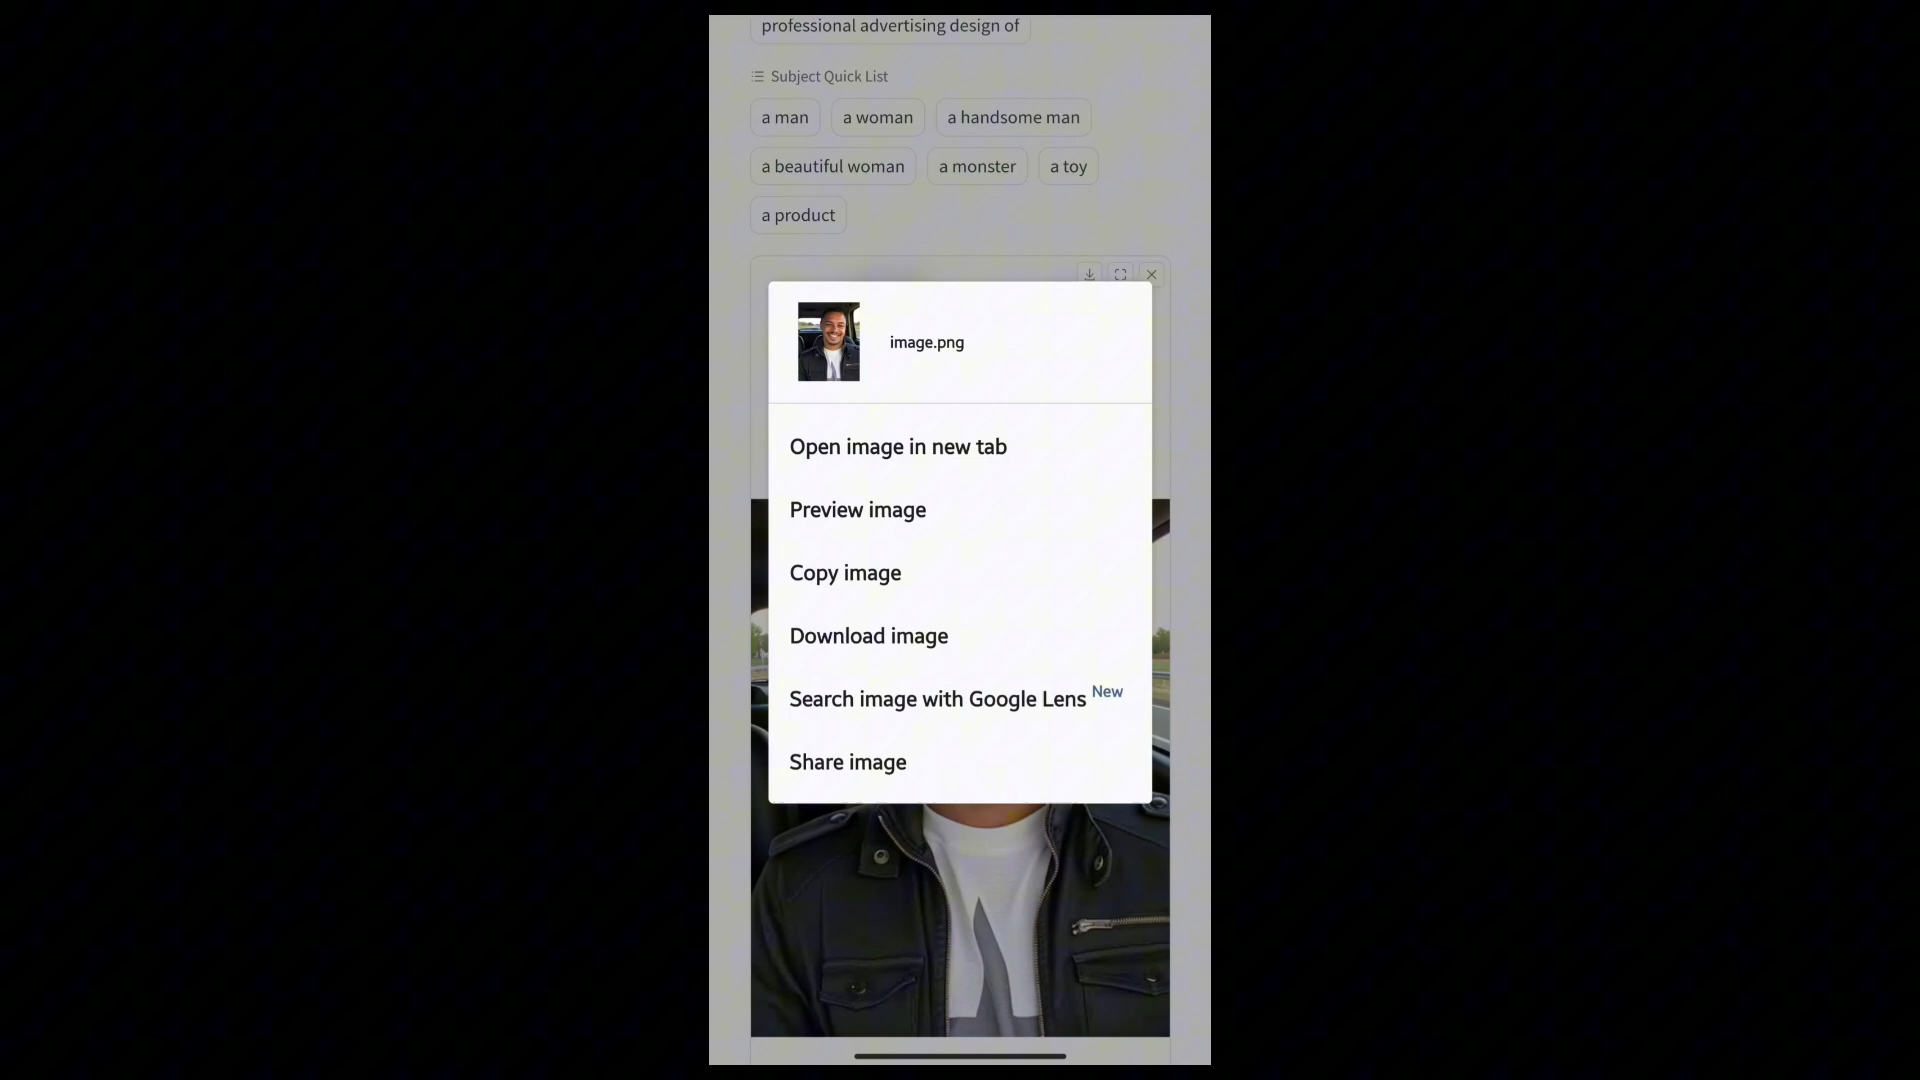 professional advertising design of
Subject Quick List
a man a woman a handsome man
a beautiful woman a monster a toy
a product
image.png
Open image in new tab
Preview image
Copy image
Download image
Search image with Google Lens New
Share image